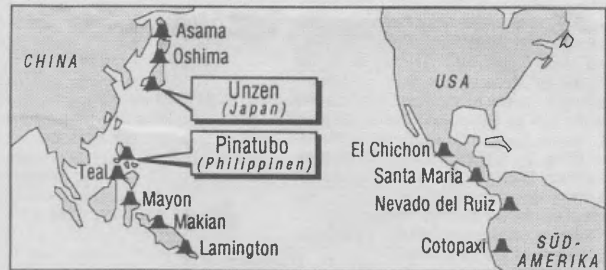 Asama
CHINA
Oshima
Unzen
(Japan)
USA
Pinatubo
(Philippinen)
El Chichon
Teal
Santa Maria
Mayon
Nevado del Ruiz
Makian
Lamington
Cotopaxi
SÜD-
AMERIKA